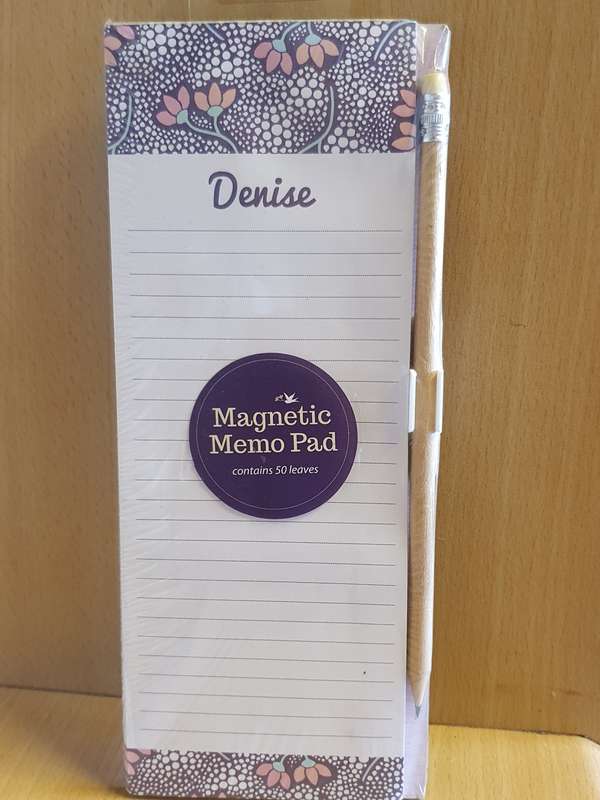 Denise
Magnetic
Memo Pad
contains 50 leaves